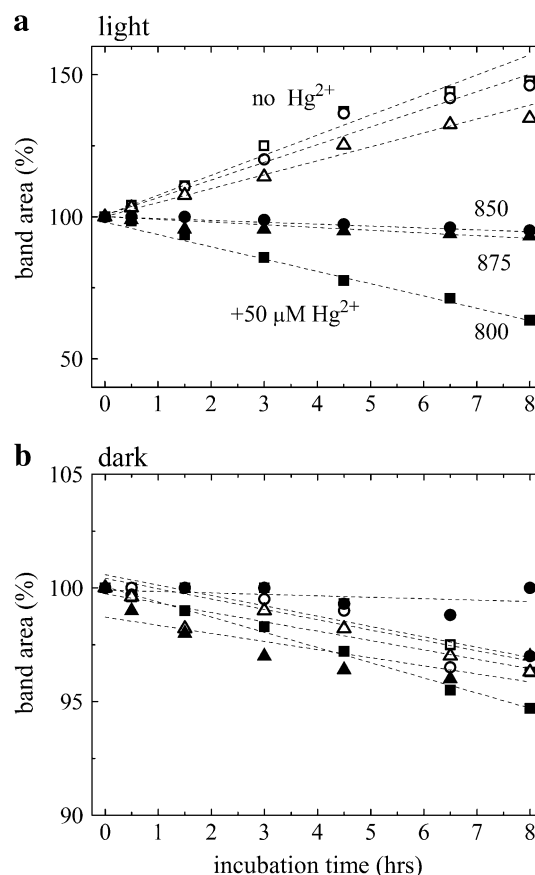 a light
150
100
50
band area (%)
no Hg²⁺
850
875
+50 μM Hg²⁺
800
0 1 2 3 4 5 6 7 8
b dark
105
100
95
90
band area (%)
0 1 2 3 4 5 6 7 8
incubation time (hrs)